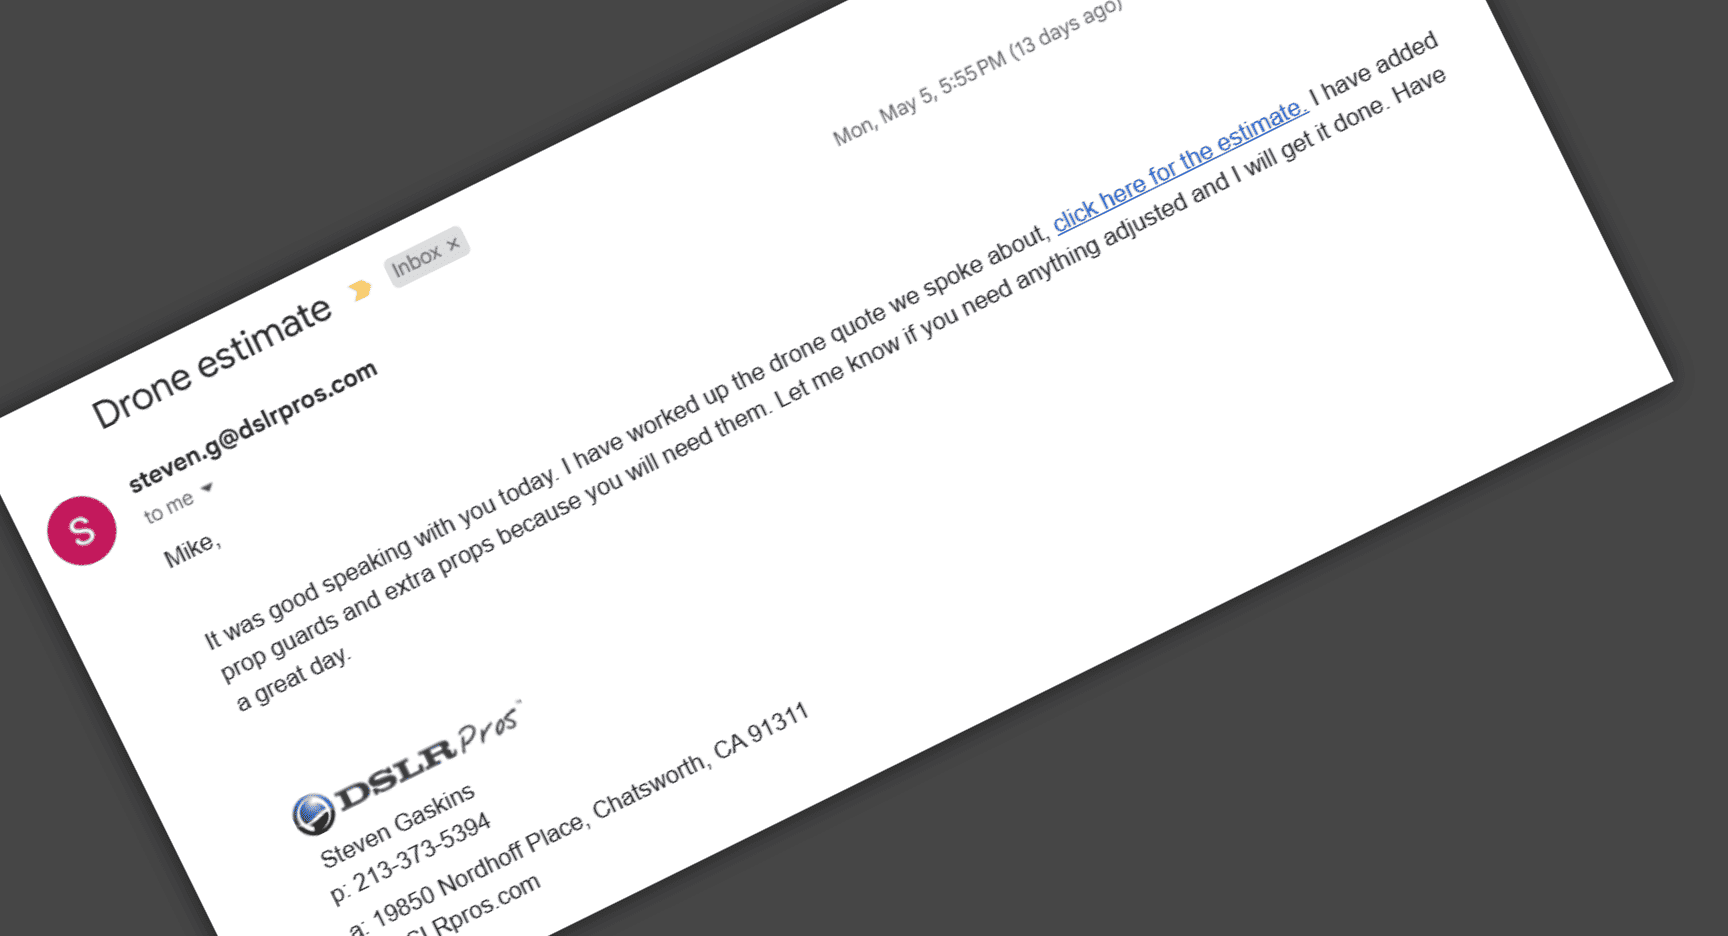 Mon, May 5, 5:55 PM (13 days ago)
Drone estimate
Inbox ×
steven.g@dslrpros.com
to me
S
Mike,
It was good speaking with you today. I have worked up the drone quote we spoke about, click here for the estimate. I have added
prop guards and extra props because you will need them. Let me know if you need anything adjusted and I will get it done. Have
a great day.
DSLRPros™
Steven Gaskins
p: 213-373-5394
a: 19850 Nordhoff Place, Chatsworth, CA 91311
SLRpros.com